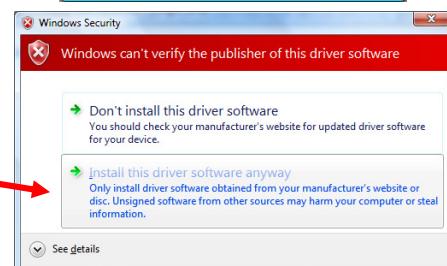 Windows Security
Windows can't verify the publisher of this driver software
Don't install this driver software
You should check your manufacturer's website for updated driver software
for your device.
Install this driver software anyway
Only install driver software obtained from your manufacturer's website or
disc. Unsigned software from other sources may harm your computer or steal
information.
See details